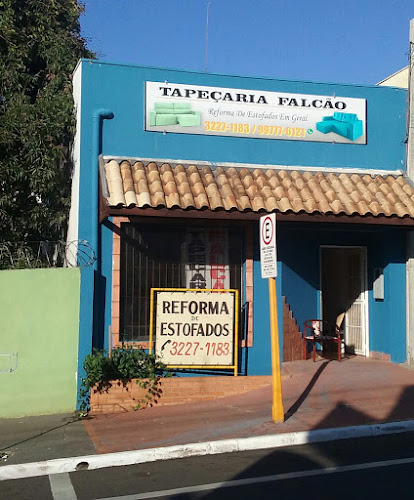 TAPEÇARIA FALCÃO
Reforma De Estofados Em Geral
3227-1183 / 99777-6121
E
REFORMA
DE
ESTOFADOS
3227-1183